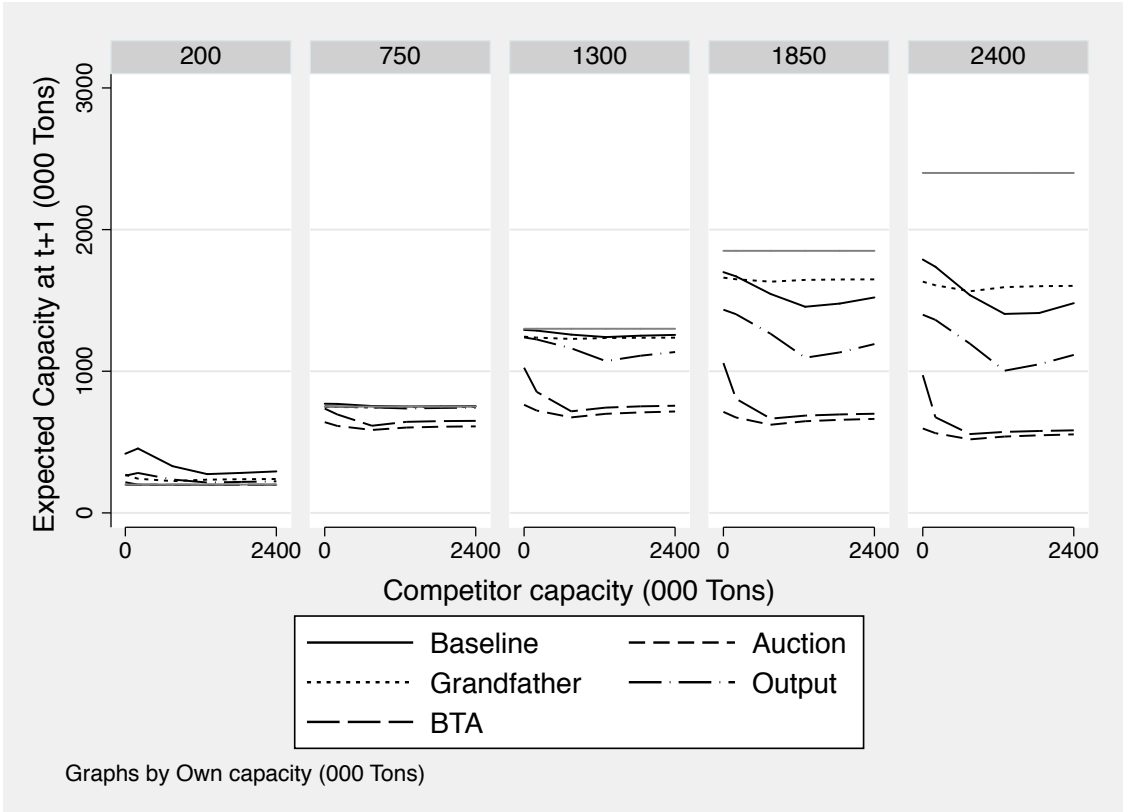 200 750 1300 1850 2400
Expected Capacity at t+1 (000 Tons)
3000
2000
1000
0
0 2400 0 2400 0 2400 0 2400 0 2400
Competitor capacity (000 Tons)
Baseline Auction
Grandfather Output
BTA
Graphs by Own capacity (000 Tons)